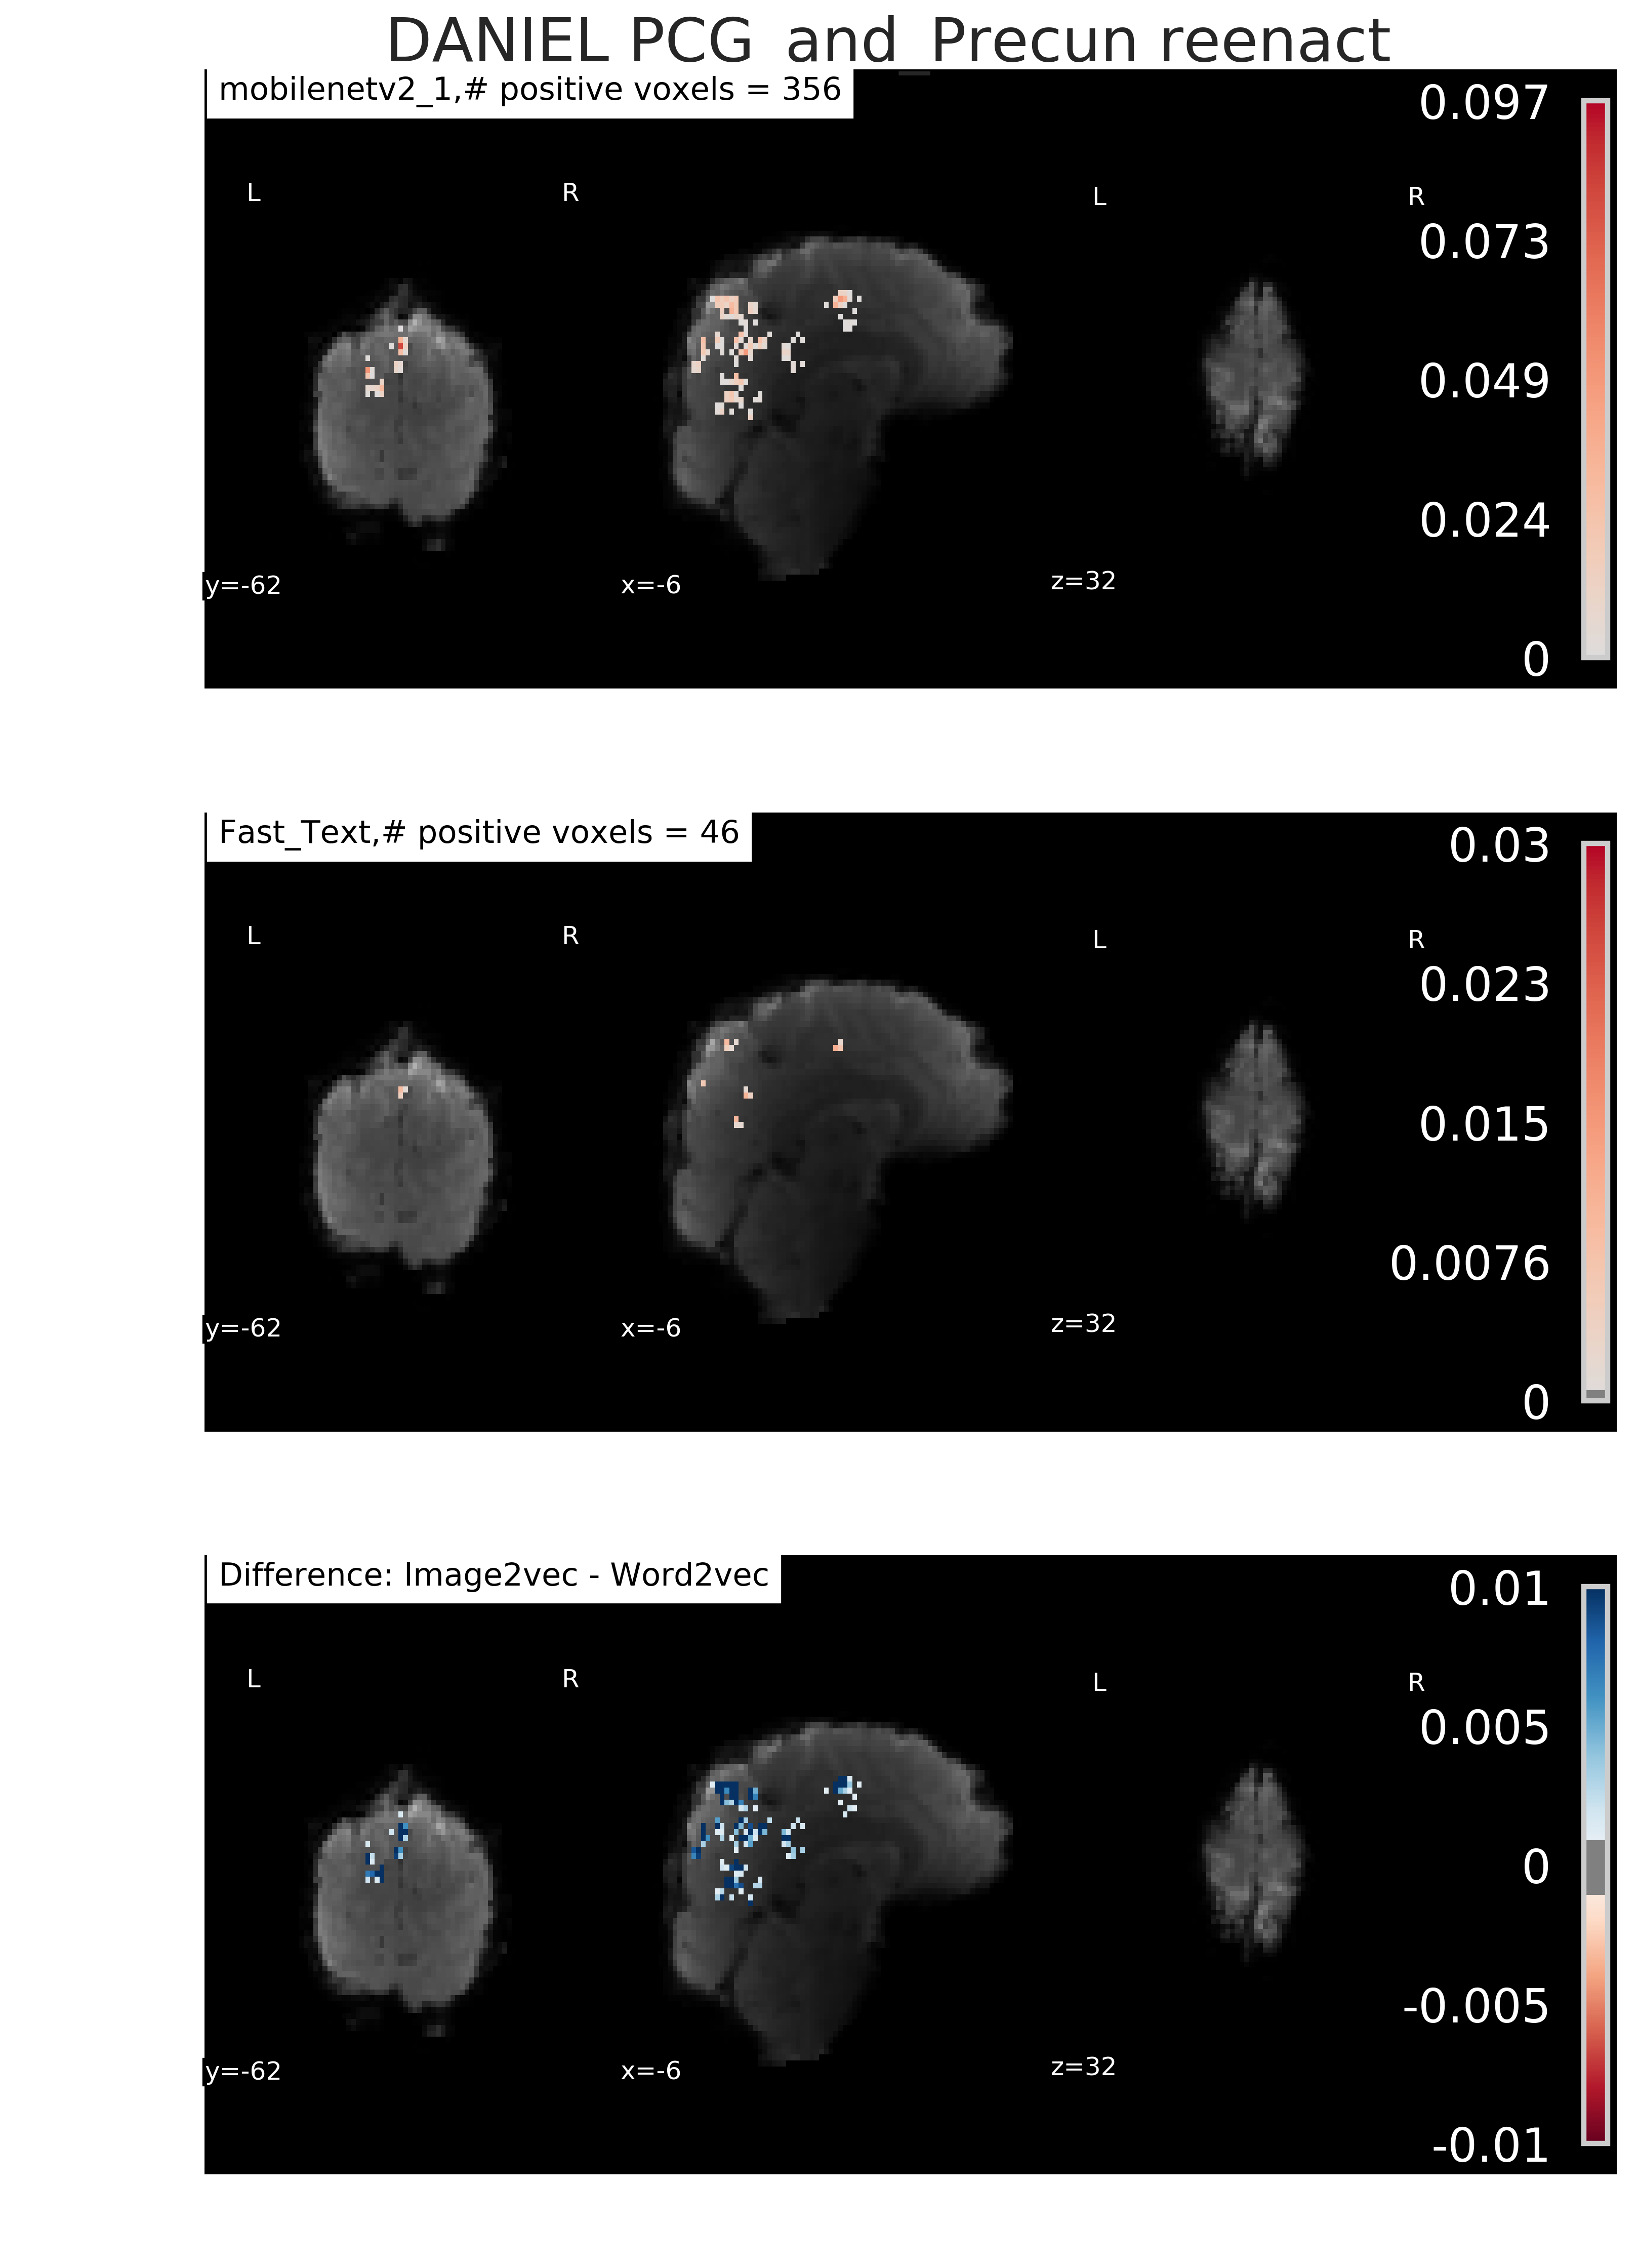 DANIEL PCG_and_Precun reenact
mobilenetv2_1,# positive voxels = 356
0.097
L R L R
0.073
0.049
0.024
y=-62 x=-6 z=32
0
Fast_Text,# positive voxels = 46
0.03
L R L R
0.023
0.015
0.0076
y=-62 x=-6 z=32
0
Difference: Image2vec - Word2vec
0.01
L R L R
0.005
0
-0.005
y=-62 x=-6 z=32
-0.01